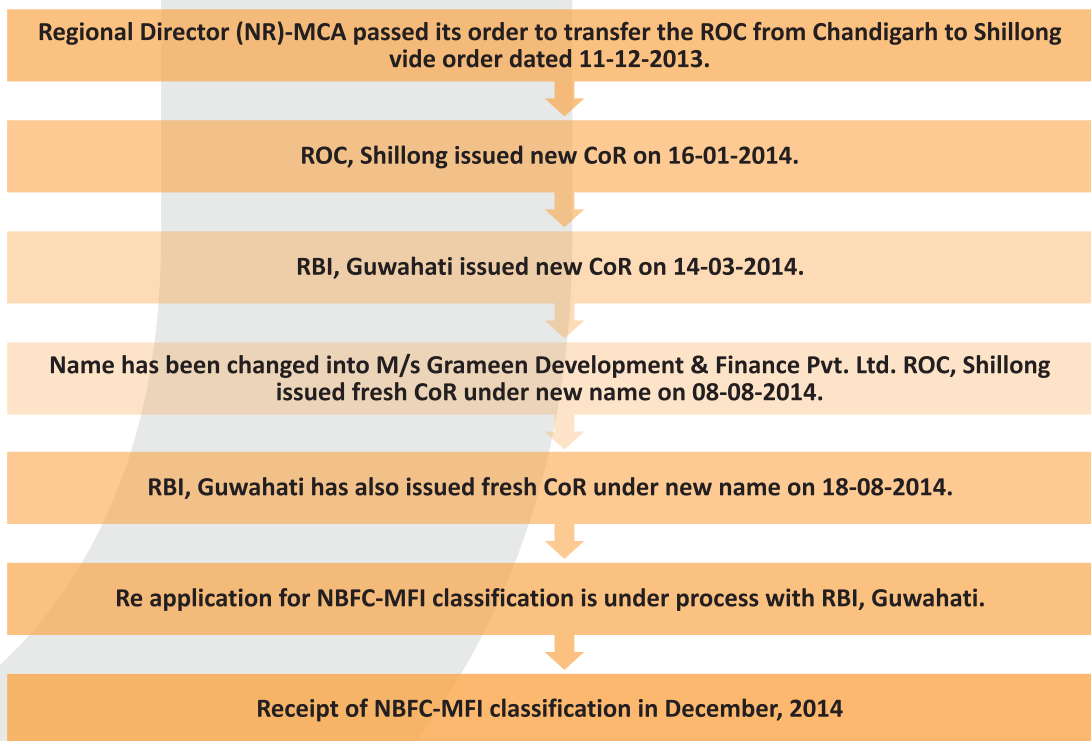 Regional Director (NR)-MCA passed its order to transfer the ROC from Chandigarh to Shillong
vide order dated 11-12-2013.
ROC, Shillong issued new CoR on 16-01-2014.
RBI, Guwahati issued new CoR on 14-03-2014.
Name has been changed into M/s Grameen Development & Finance Pvt. Ltd. ROC, Shillong
issued fresh CoR under new name on 08-08-2014.
RBI, Guwahati has also issued fresh CoR under new name on 18-08-2014.
Re application for NBFC-MFI classification is under process with RBI, Guwahati.
Receipt of NBFC-MFI classification in December, 2014